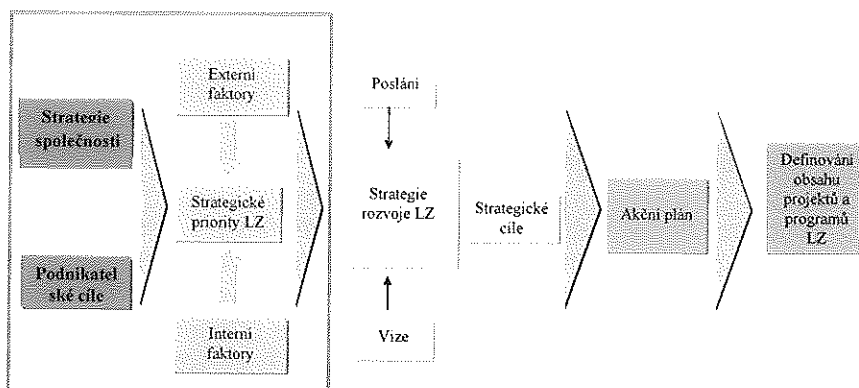 Strategie
společnosti
Podnikatel
ské cíle
Externí
faktory
Strategické
priority LZ
Interní
faktory
Poslání
Strategie
rozvoje LZ
Vize
Strategické
cíle
Akční plán
Definování
obsahu
projektů a
programů
LZ